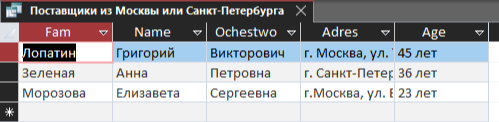 Поставщики из Москвы или Санкт-Петербурга
Fam Name Ochestwo Adres Age
Лопатин Григорий Викторович г. Москва, ул. 45 лет
Зеленая Анна Петровна г. Санкт-Петер 36 лет
Морозова Елизавета Сергеевна г.Москва, ул. 23 лет